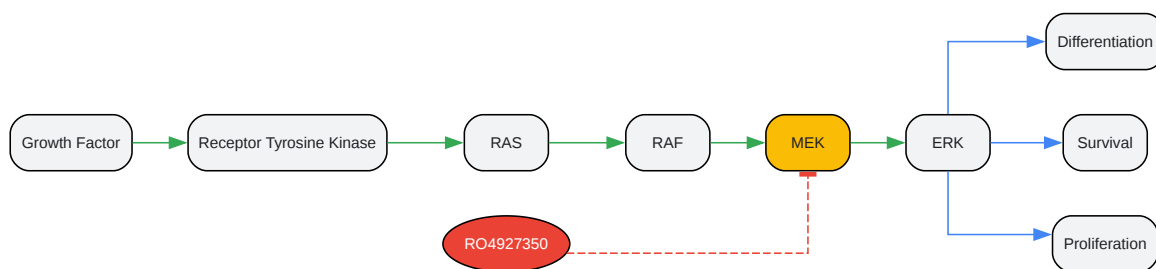 Differentiation
Growth Factor
Receptor Tyrosine Kinase
RAS
RAF
MEK
ERK
Survival
RO4927350
Proliferation